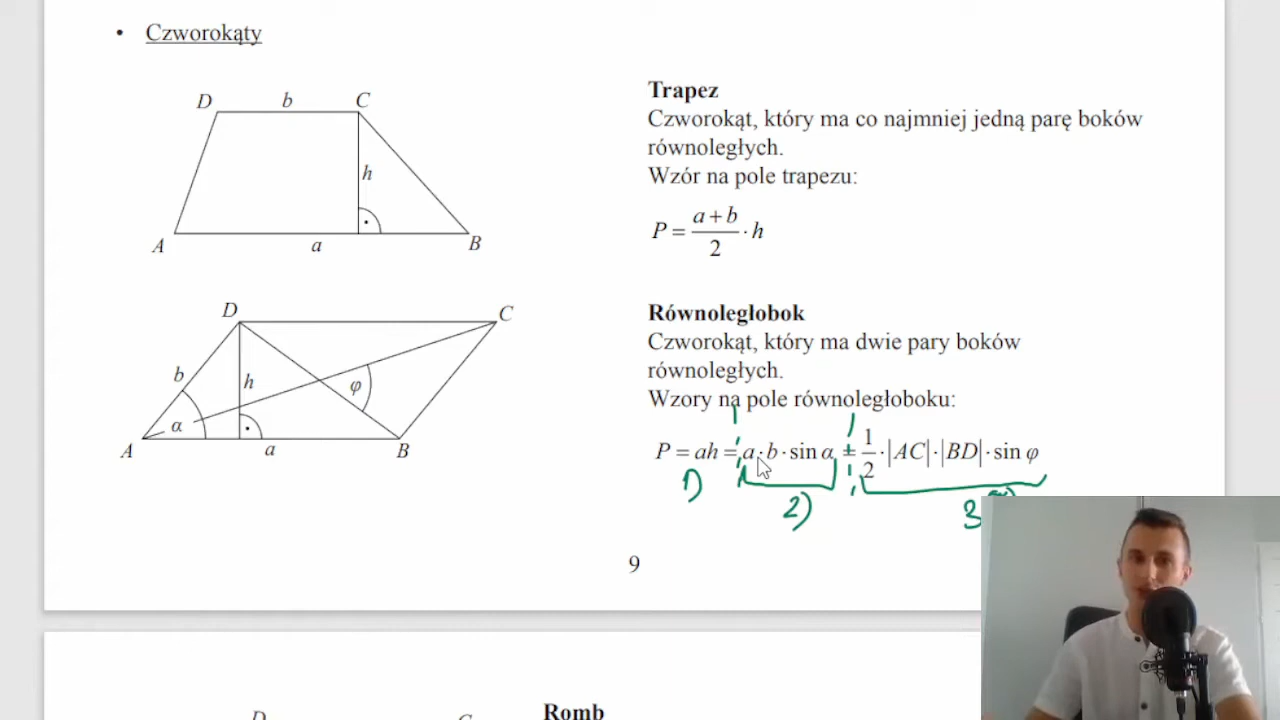 • Czworokąty
D b C
h
A a B
Trapez
Czworokąt, który ma co najmniej jedną parę boków
równoległych.
Wzór na pole trapezu:
P = (a+b)/2 · h
D C
b h φ
α
A a B
Równoległobok
Czworokąt, który ma dwie pary boków
równoległych.
Wzory na pole równoległoboku:
P = ah = a · b · sin α = 1/2 · |AC| · |BD| · sin φ
1) 2) 3
9
D C
Romb